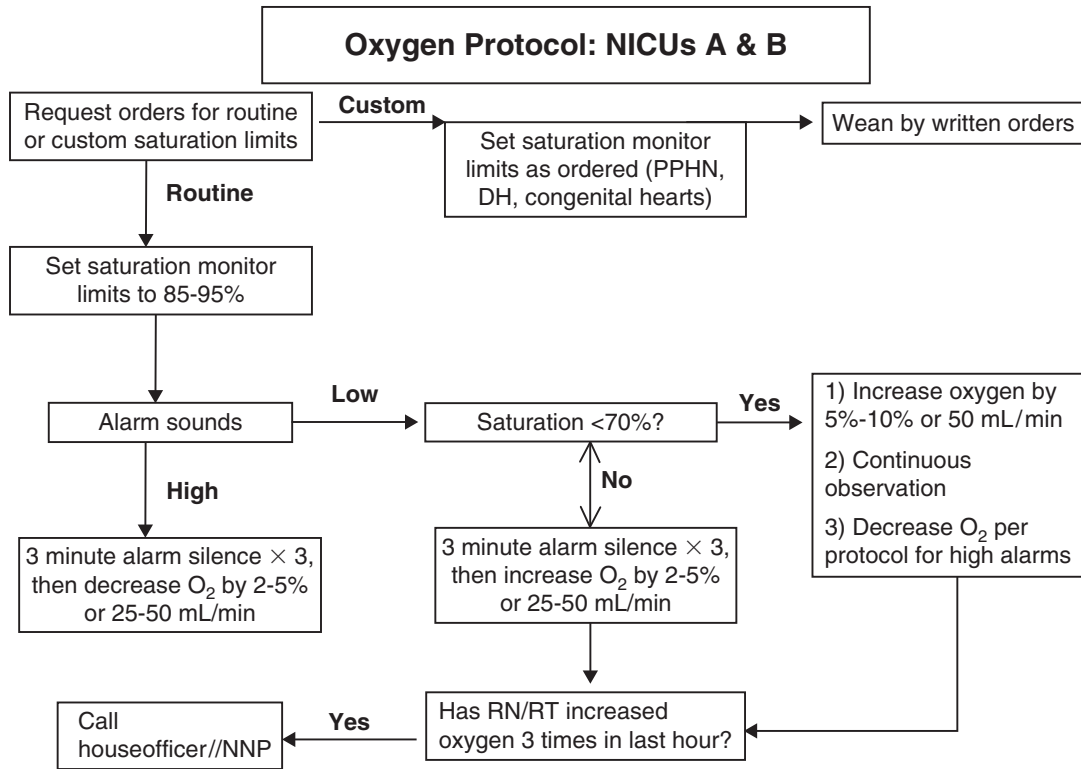 Oxygen Protocol: NICUs A & B
Request orders for routine
or custom saturation limits
Custom
Set saturation monitor
limits as ordered (PPHN,
DH, congenital hearts)
Wean by written orders
Routine
Set saturation monitor
limits to 85-95%
Alarm sounds
Low
Saturation <70%?
Yes
1) Increase oxygen by
5%-10% or 50 mL/min
2) Continuous
observation
3) Decrease O₂ per
protocol for high alarms
High
No
3 minute alarm silence × 3,
then decrease O₂ by 2-5%
or 25-50 mL/min
3 minute alarm silence × 3,
then increase O₂ by 2-5%
or 25-50 mL/min
Has RN/RT increased
oxygen 3 times in last hour?
Yes
Call
houseofficer//NNP